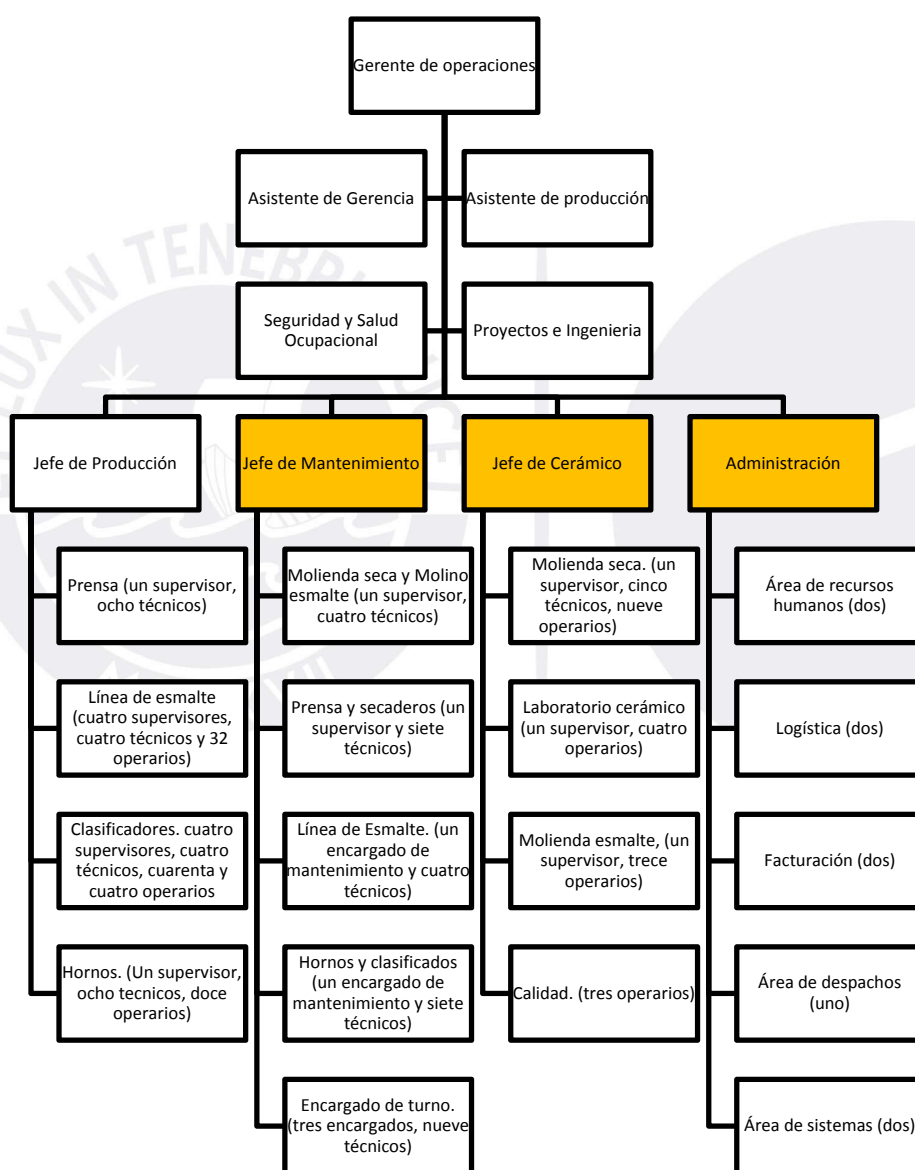 Gerente de operaciones
Asistente de Gerencia
Asistente de producción
Seguridad y Salud
Ocupacional
Proyectos e Ingenieria
Jefe de Producción
Jefe de Mantenimiento
Jefe de Cerámico
Administración
Prensa (un supervisor,
ocho técnicos)
Molienda seca y Molino
esmalte (un supervisor,
cuatro técnicos)
Molienda seca. (un
supervisor, cinco
técnicos, nueve
operarios)
Área de recursos
humanos (dos)
Línea de esmalte
(cuatro supervisores,
cuatro técnicos y 32
operarios)
Prensa y secaderos (un
supervisor y siete
técnicos)
Laboratorio cerámico
(un supervisor, cuatro
operarios)
Logística (dos)
Clasificadores. cuatro
supervisores, cuatro
técnicos, cuarenta y
cuatro operarios
Línea de Esmalte. (un
encargado de
mantenimiento y cuatro
técnicos)
Molienda esmalte, (un
supervisor, trece
operarios)
Facturación (dos)
Hornos. (Un supervisor,
ocho tecnicos, doce
operarios)
Hornos y clasificados
(un encargado de
mantenimiento y siete
técnicos)
Calidad. (tres operarios)
Área de despachos
(uno)
Encargado de turno.
(tres encargados, nueve
técnicos)
Área de sistemas (dos)
LUX IN TENEBRIS